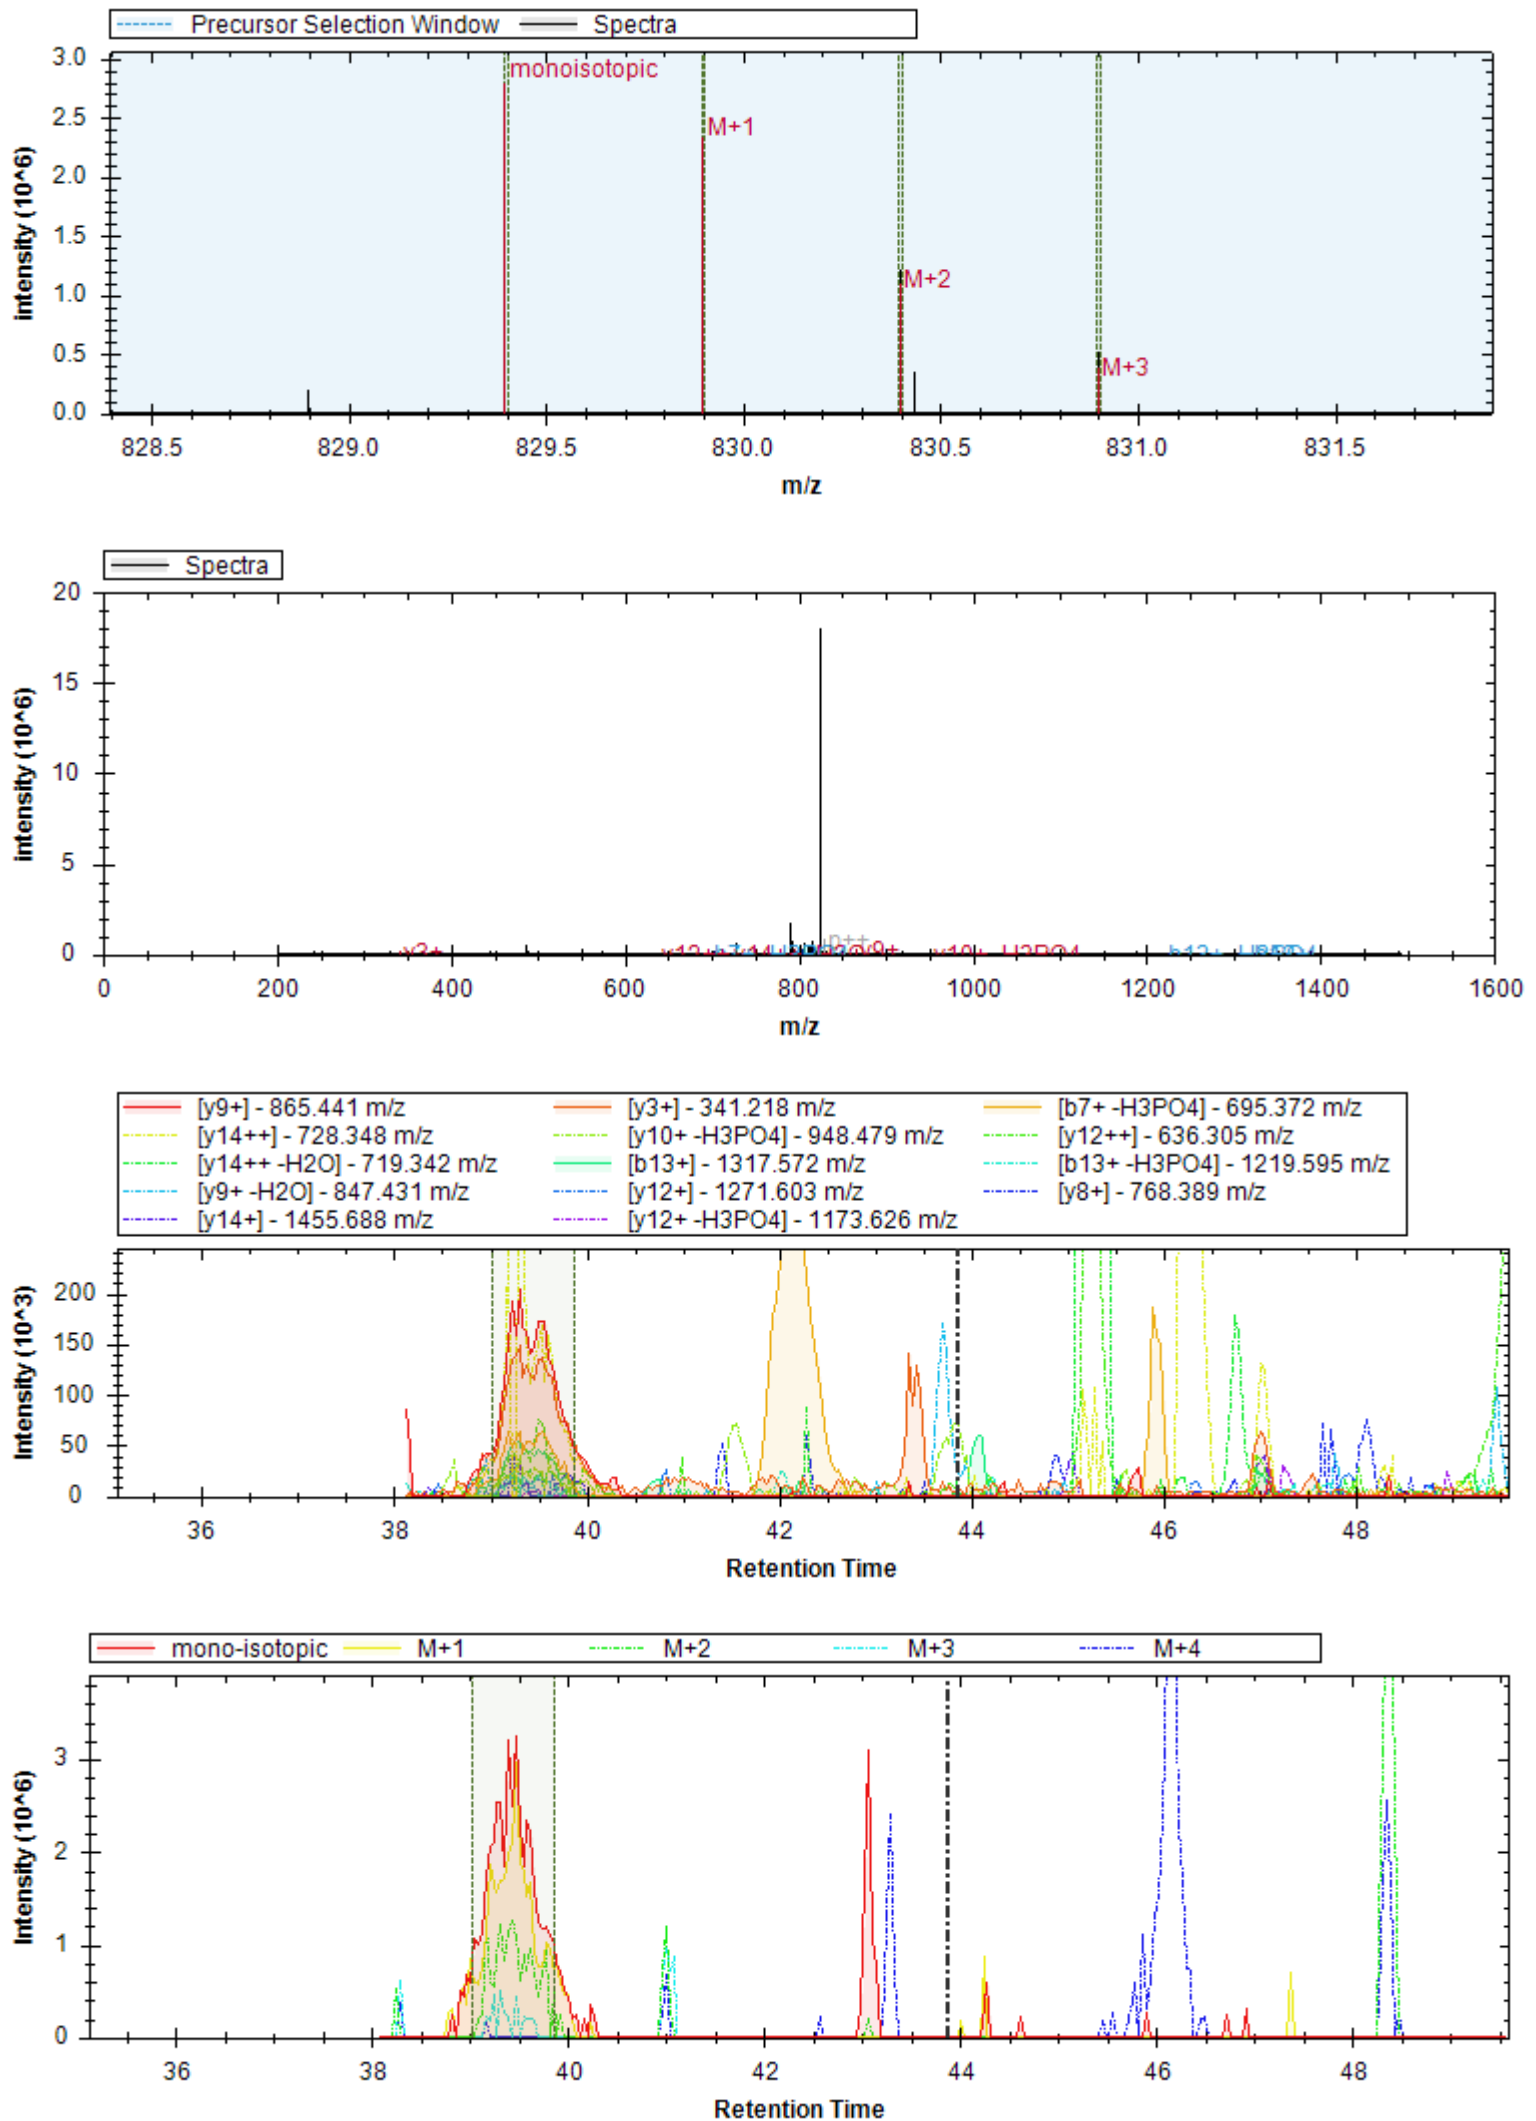 Precursor Selection Window Spectra
monoisotopic
M+1
M+2
M+3
3.0
2.5
2.0
1.5
1.0
0.5
0.0
intensity (10^6)
828.5 829.0 829.5 830.0 830.5 831.0 831.5
m/z
Spectra
20
15
10
5
0
intensity (10^6)
y3+
0 200 400 600 800 1000 1200 1400 1600
m/z
[y9+] - 865.441 m/z [y3+] - 341.218 m/z [b7+ -H3PO4] - 695.372 m/z
[y14++] - 728.348 m/z [y10+ -H3PO4] - 948.479 m/z [y12++] - 636.305 m/z
[y14++ -H2O] - 719.342 m/z [b13+] - 1317.572 m/z [b13+ -H3PO4] - 1219.595 m/z
[y9+ -H2O] - 847.431 m/z [y12+] - 1271.603 m/z [y8+] - 768.389 m/z
[y14+] - 1455.688 m/z [y12+ -H3PO4] - 1173.626 m/z
200
150
100
50
0
Intensity (10^3)
36 38 40 42 44 46 48
Retention Time
mono-isotopic M+1 M+2 M+3 M+4
3
2
1
0
Intensity (10^6)
36 38 40 42 44 46 48
Retention Time